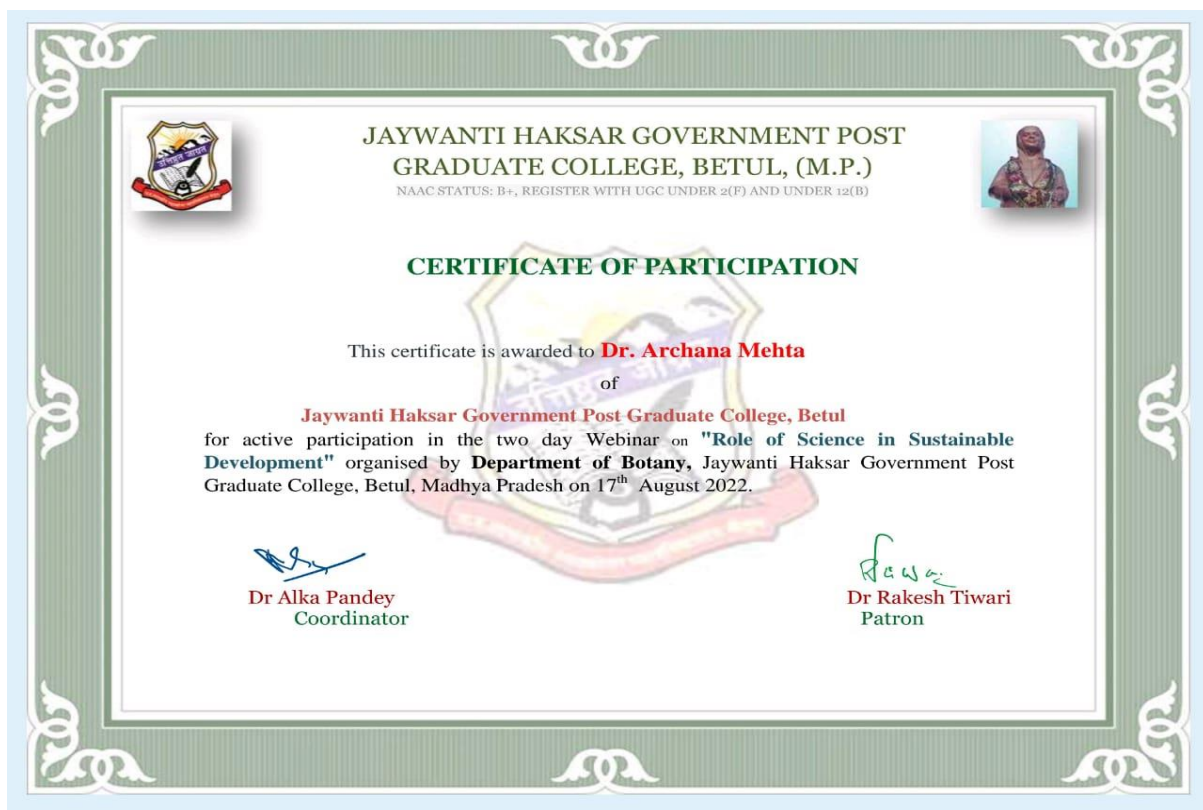 JAYWANTI HAKSAR GOVERNMENT POST
GRADUATE COLLEGE, BETUL, (M.P.)
NAAC STATUS: B+, REGISTER WITH UGC UNDER 2(F) AND UNDER 12(B)
उत्तिष्ठत जाग्रत
CERTIFICATE OF PARTICIPATION
This certificate is awarded to Dr. Archana Mehta
of
Jaywanti Haksar Government Post Graduate College, Betul
for active participation in the two day Webinar on "Role of Science in Sustainable
Development" organised by Department of Botany, Jaywanti Haksar Government Post
Graduate College, Betul, Madhya Pradesh on 17th August 2022.
Dr Alka Pandey
Coordinator
Dr Rakesh Tiwari
Patron